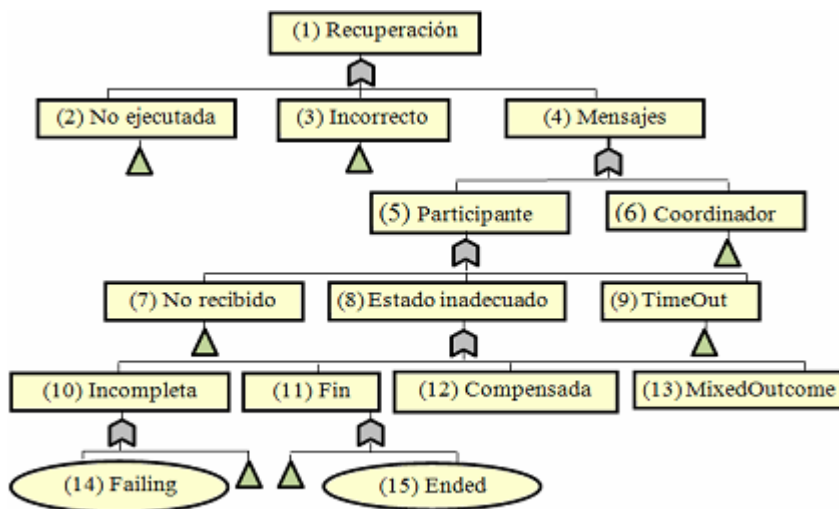 (1) Recuperación
(2) No ejecutada
(3) Incorrecto
(4) Mensajes
(5) Participante
(6) Coordinador
(7) No recibido
(8) Estado inadecuado
(9) TimeOut
(10) Incompleta
(11) Fin
(12) Compensada
(13) MixedOutcome
(14) Failing
(15) Ended